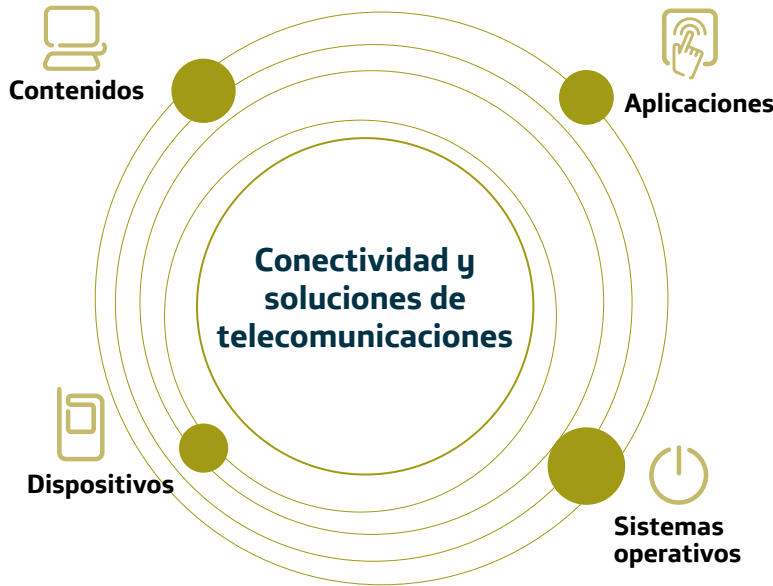 Contenidos
Aplicaciones
Conectividad y
soluciones de
telecomunicaciones
Dispositivos
Sistemas
operativos